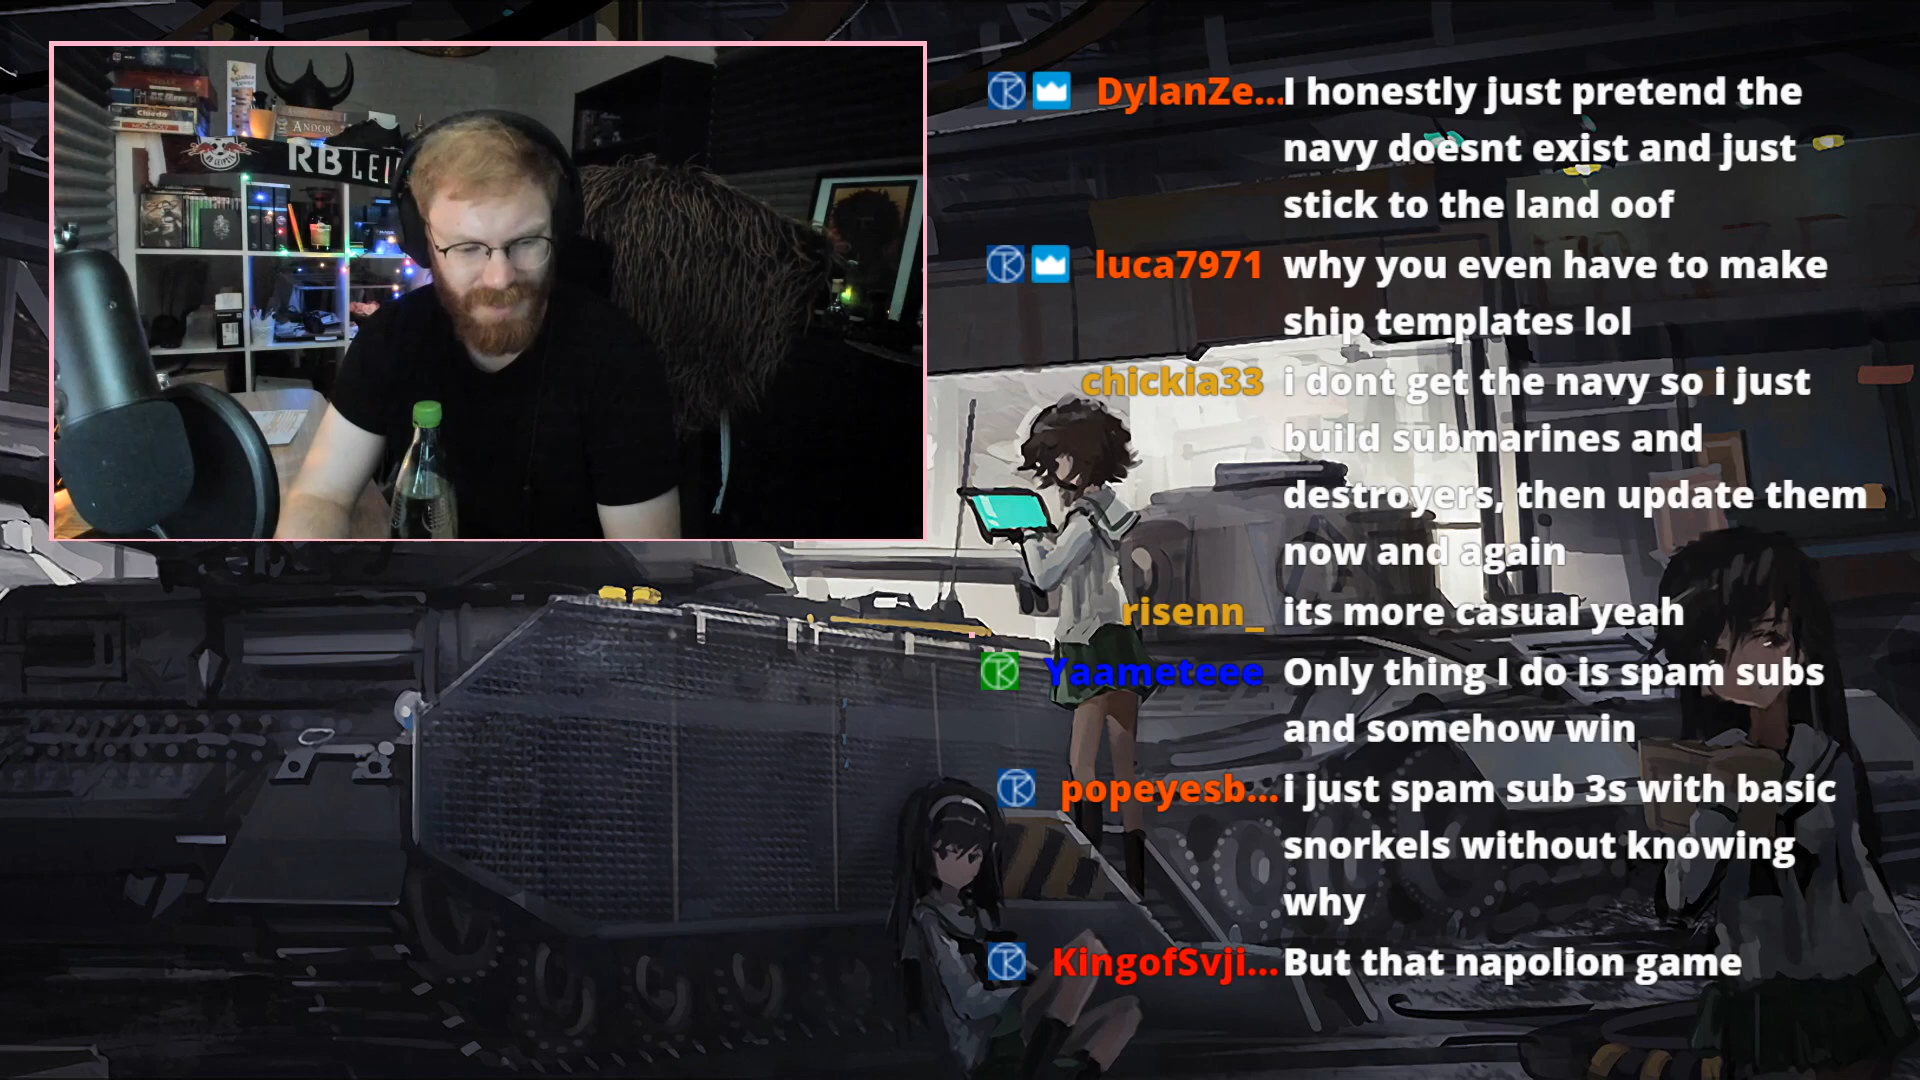 ANDOR
RB LEI
DylanZe... I honestly just pretend the
navy doesnt exist and just
stick to the land oof
luca7971 why you even have to make
ship templates lol
chickia33 i dont get the navy so i just
build submarines and
destroyers, then update them
now and again
risenn_ its more casual yeah
Yaameteee Only thing I do is spam subs
and somehow win
popeyesb... i just spam sub 3s with basic
snorkels without knowing
why
KingofSvji... But that napolion game